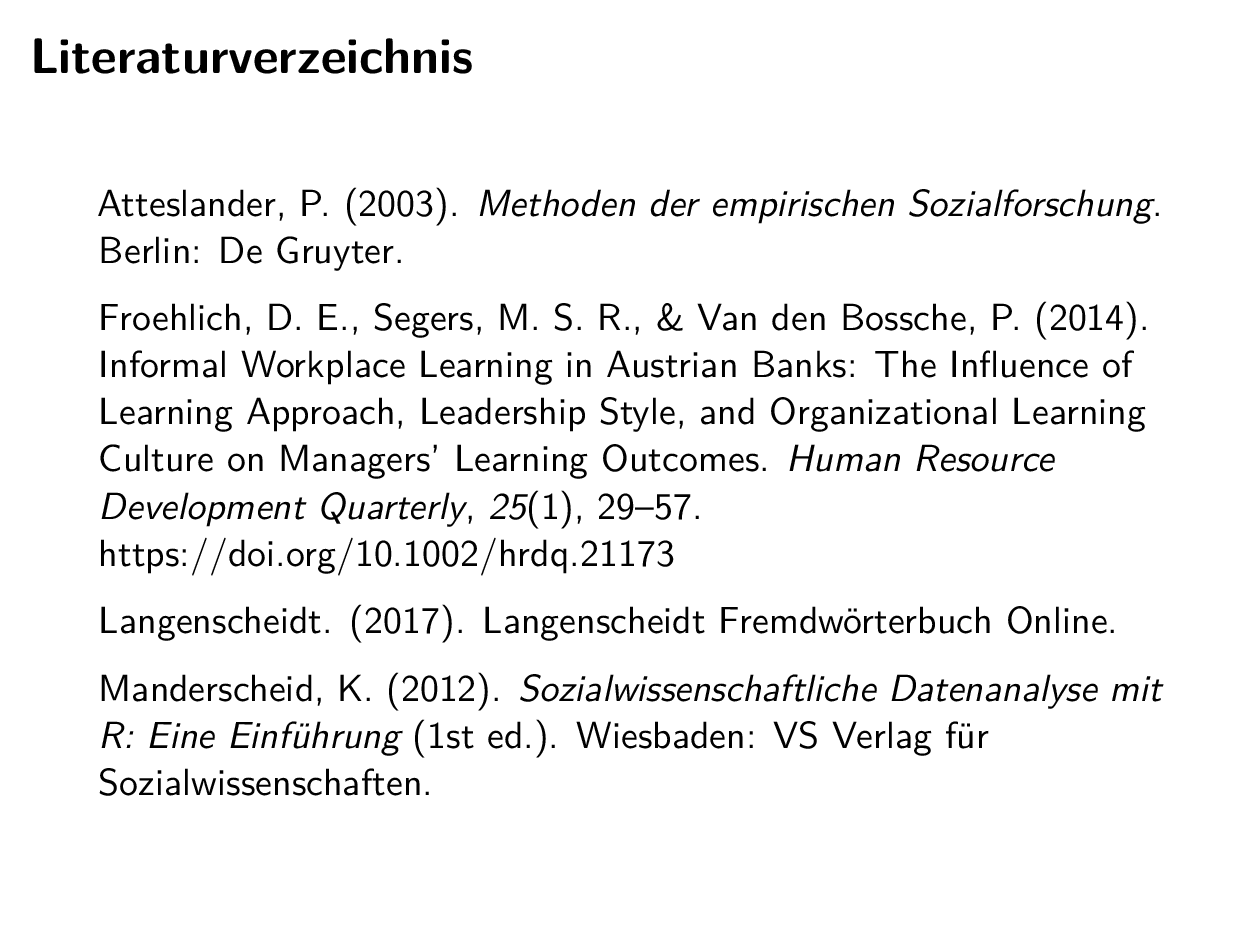 Literaturverzeichnis
Atteslander, P. (2003). Methoden der empirischen Sozialforschung.
Berlin: De Gruyter.
Froehlich, D. E., Segers, M. S. R., & Van den Bossche, P. (2014).
Informal Workplace Learning in Austrian Banks: The Influence of
Learning Approach, Leadership Style, and Organizational Learning
Culture on Managers' Learning Outcomes. Human Resource
Development Quarterly, 25(1), 29–57.
https://doi.org/10.1002/hrdq.21173
Langenscheidt. (2017). Langenscheidt Fremdwörterbuch Online.
Manderscheid, K. (2012). Sozialwissenschaftliche Datenanalyse mit
R: Eine Einführung (1st ed.). Wiesbaden: VS Verlag für
Sozialwissenschaften.